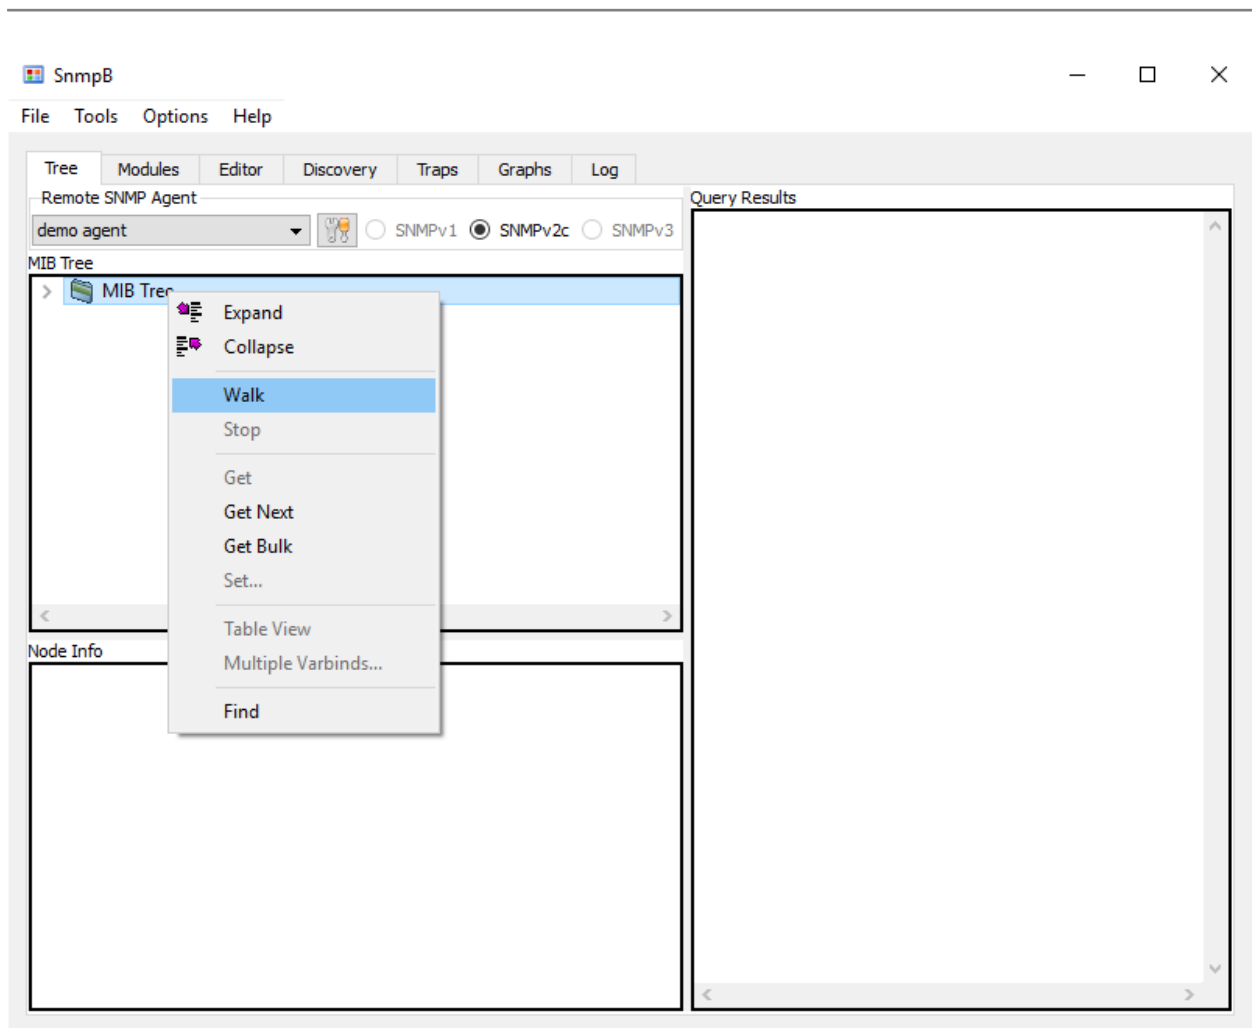 SnmpB
File Tools Options Help
Tree Modules Editor Discovery Traps Graphs Log
Remote SNMP Agent
demo agent SNMPv1 SNMPv2c SNMPv3
MIB Tree
MIB Tree
Expand
Collapse
Walk
Stop
Get
Get Next
Get Bulk
Set...
Table View
Multiple Varbinds...
Find
Node Info
Query Results